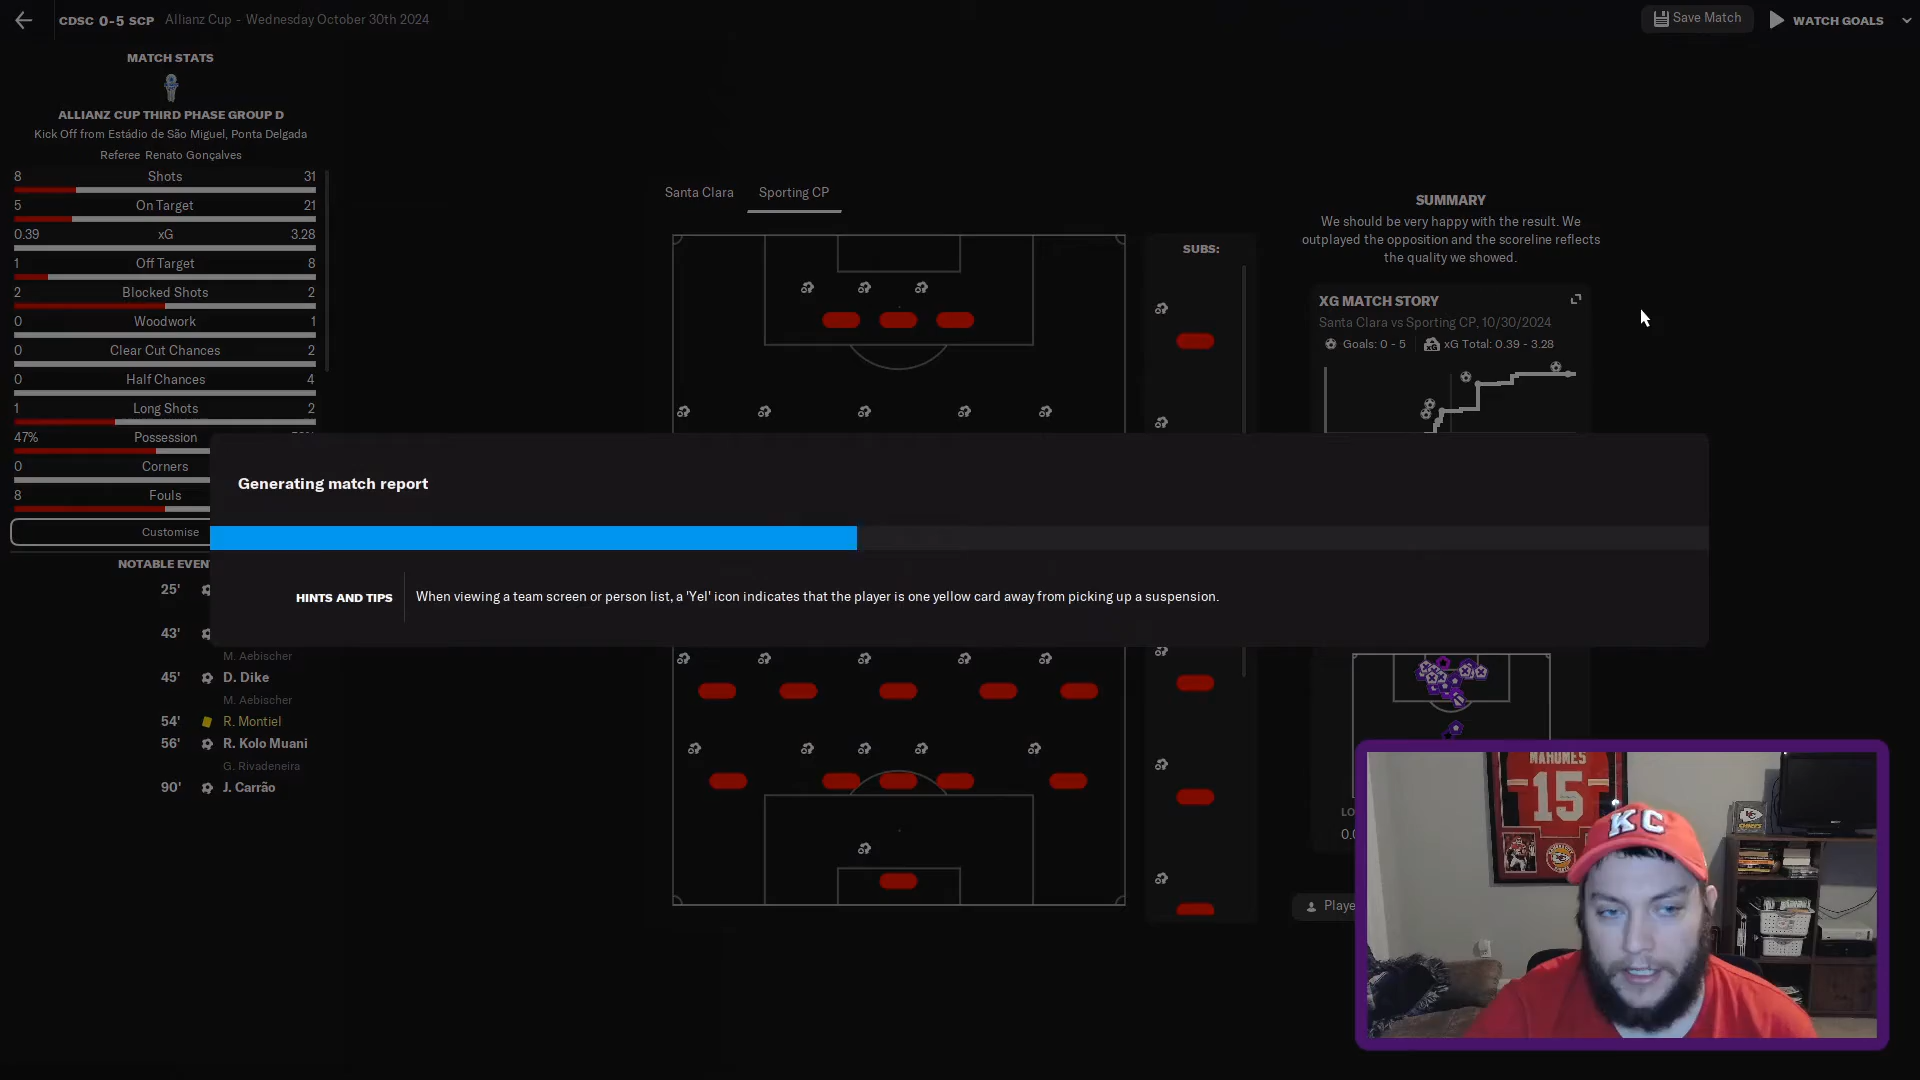 CDSC 0-5 SCP Allianz Cup - Wednesday October 30th 2024
Save Match
WATCH GOALS
MATCH STATS
ALLIANZ CUP THIRD PHASE GROUP D
Kick Off from Estádio de São Miguel, Ponta Delgada
Referee Renato Gonçalves
8 Shots 31
5 On Target 21
0.39 xG 3.28
1 Off Target 8
2 Blocked Shots 2
0 Woodwork 1
0 Clear Cut Chances 2
0 Half Chances 4
1 Long Shots 2
47% Possession
0 Corners
8 Fouls
Customise
NOTABLE EVEN
25'
43'
M. Aebischer
45' D. Dike
M. Aebischer
54' R. Montiel
56' R. Kolo Muani
G. Rivadeneira
90' J. Carrão
Santa Clara
Sporting CP
SUBS:
SUMMARY
We should be very happy with the result. We
outplayed the opposition and the scoreline reflects
the quality we showed.
XG MATCH STORY
Santa Clara vs Sporting CP, 10/30/2024
Goals: 0 - 5
xG Total: 0.39 - 3.28
Generating match report
HINTS AND TIPS
When viewing a team screen or person list, a 'Yel' icon indicates that the player is one yellow card away from picking up a suspension.
LO
0.0
Playe
MAHOMES
15
KC